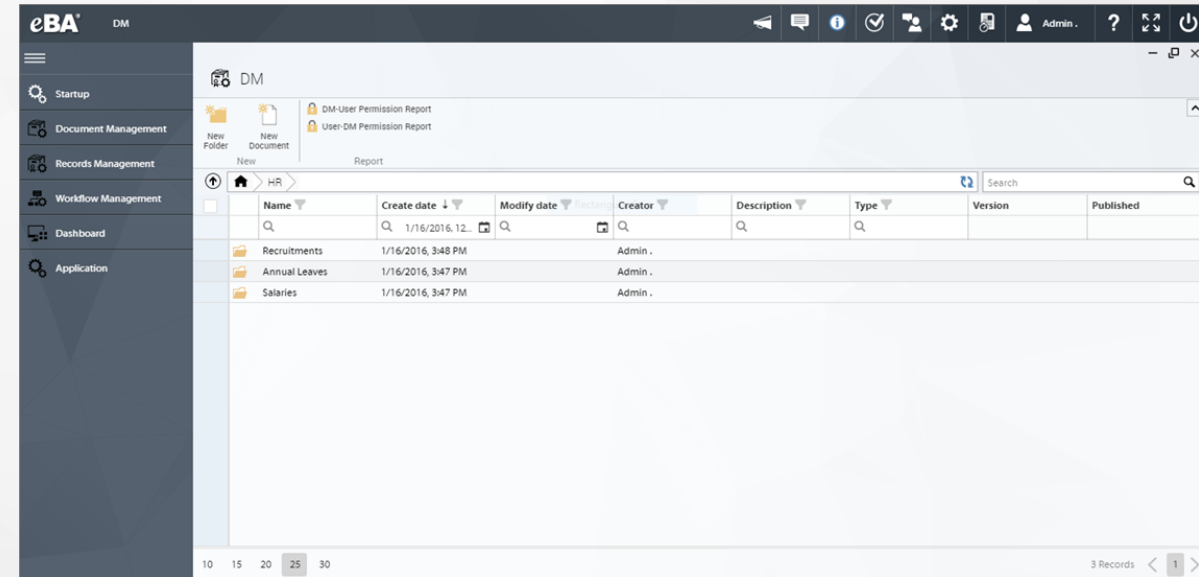 eBA DM Admin . ?
Startup
Document Management
Records Management
Workflow Management
Dashboard
Application
DM
New Folder
New Document
New
DM-User Permission Report
User-DM Permission Report
Report
HR Search
Name Create date Modify date Rectang Creator Description Type Version Published
1/16/2016, 12...
Recruitments 1/16/2016, 3:48 PM Admin .
Annual Leaves 1/16/2016, 3:47 PM Admin .
Salaries 1/16/2016, 3:47 PM Admin .
10 15 20 25 30 3 Records 1